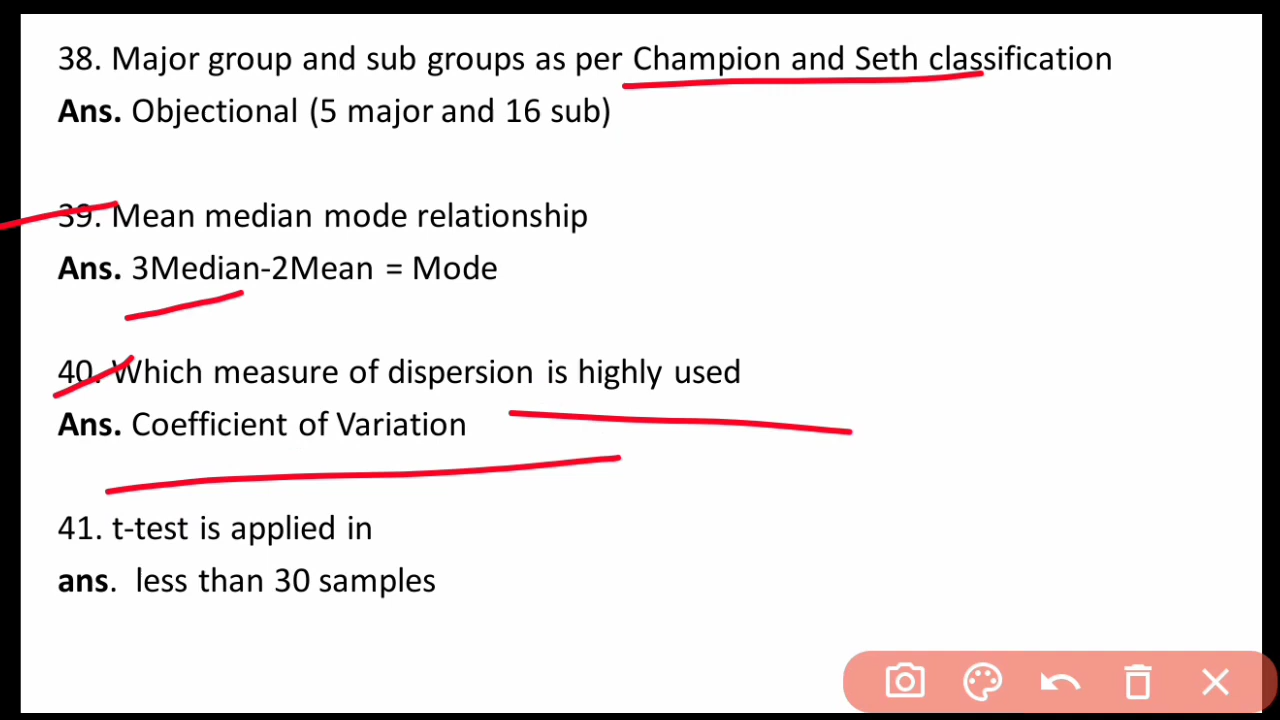 38. Major group and sub groups as per Champion and Seth classification
Ans. Objectional (5 major and 16 sub)
39. Mean median mode relationship
Ans. 3Median-2Mean = Mode
40. Which measure of dispersion is highly used
Ans. Coefficient of Variation
41. t-test is applied in
ans. less than 30 samples